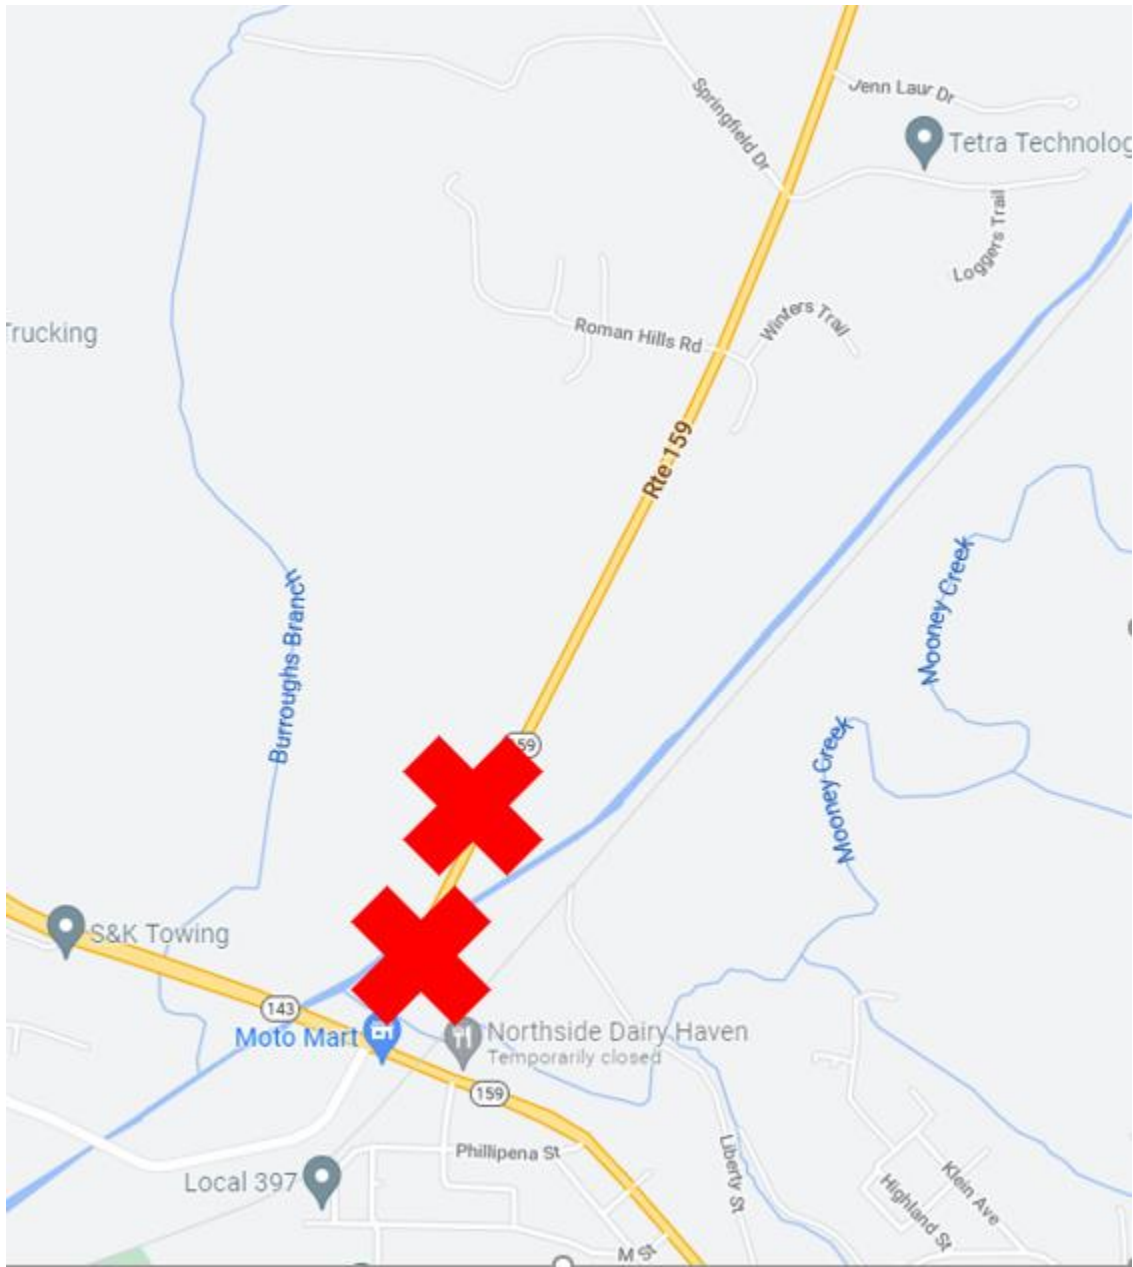 Jenn Laur Dr
Springfield Dr
Tetra Technolog
Loggers Trail
Trucking
Roman Hills Rd
Winters Trail
Rte 159
Mooney Creek
Burroughs Branch
Mooney Creek
59
S&K Towing
143
Moto Mart
Northside Dairy Haven
Temporarily closed
159
Phillipena St
Liberty St
Local 397
Klein Ave
Highland St
M St